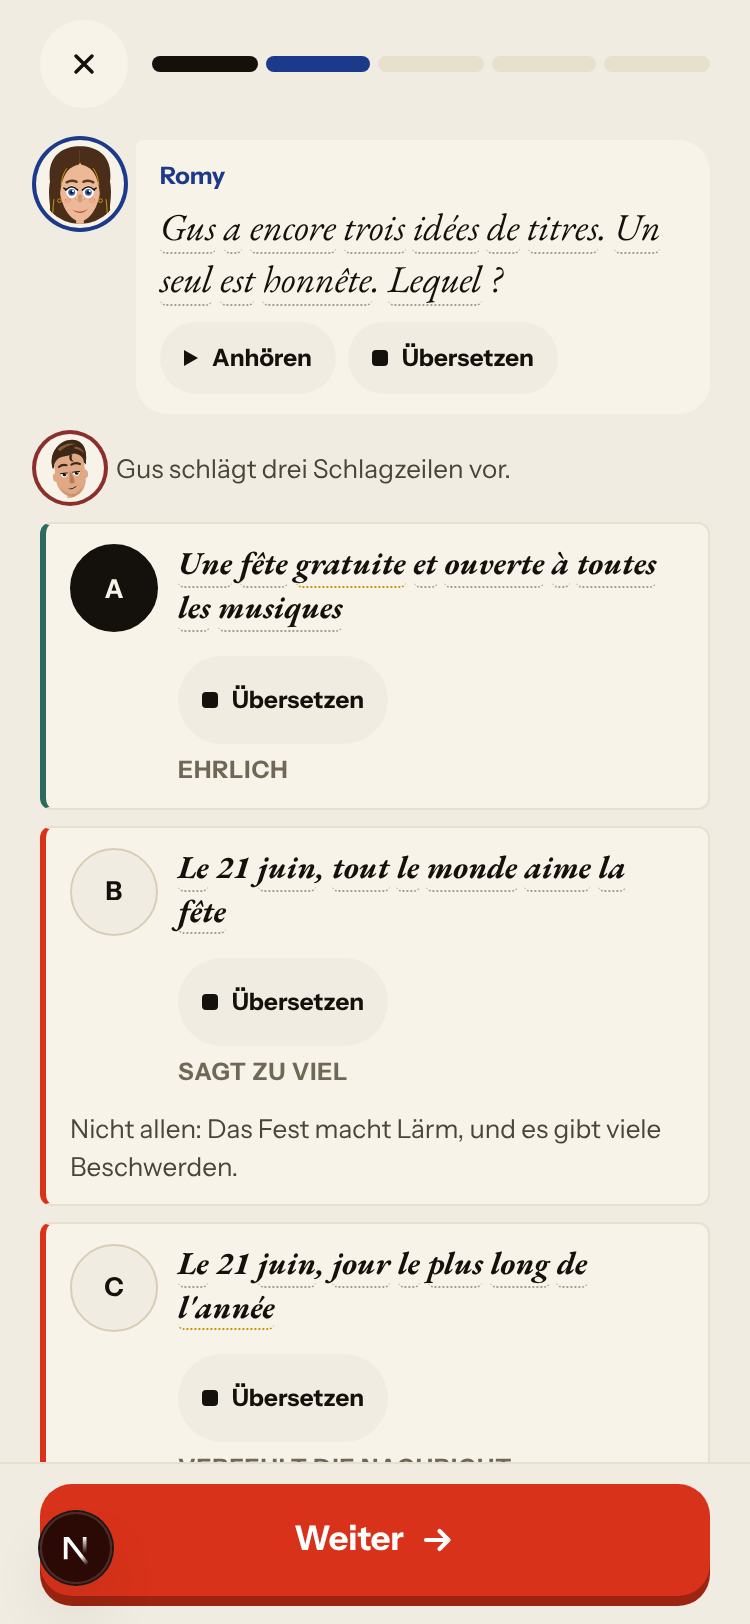 Romy
Gus a encore trois idées de titres. Un
seul est honnête. Lequel ?
Anhören
Übersetzen
Gus schlägt drei Schlagzeilen vor.
A
Une fête gratuite et ouverte à toutes
les musiques
Übersetzen
EHRLICH
B
Le 21 juin, tout le monde aime la
fête
Übersetzen
SAGT ZU VIEL
Nicht allen: Das Fest macht Lärm, und es gibt viele
Beschwerden.
C
Le 21 juin, jour le plus long de
l'année
Übersetzen
VERFEHLT DIE NACHRICHT
Weiter
N